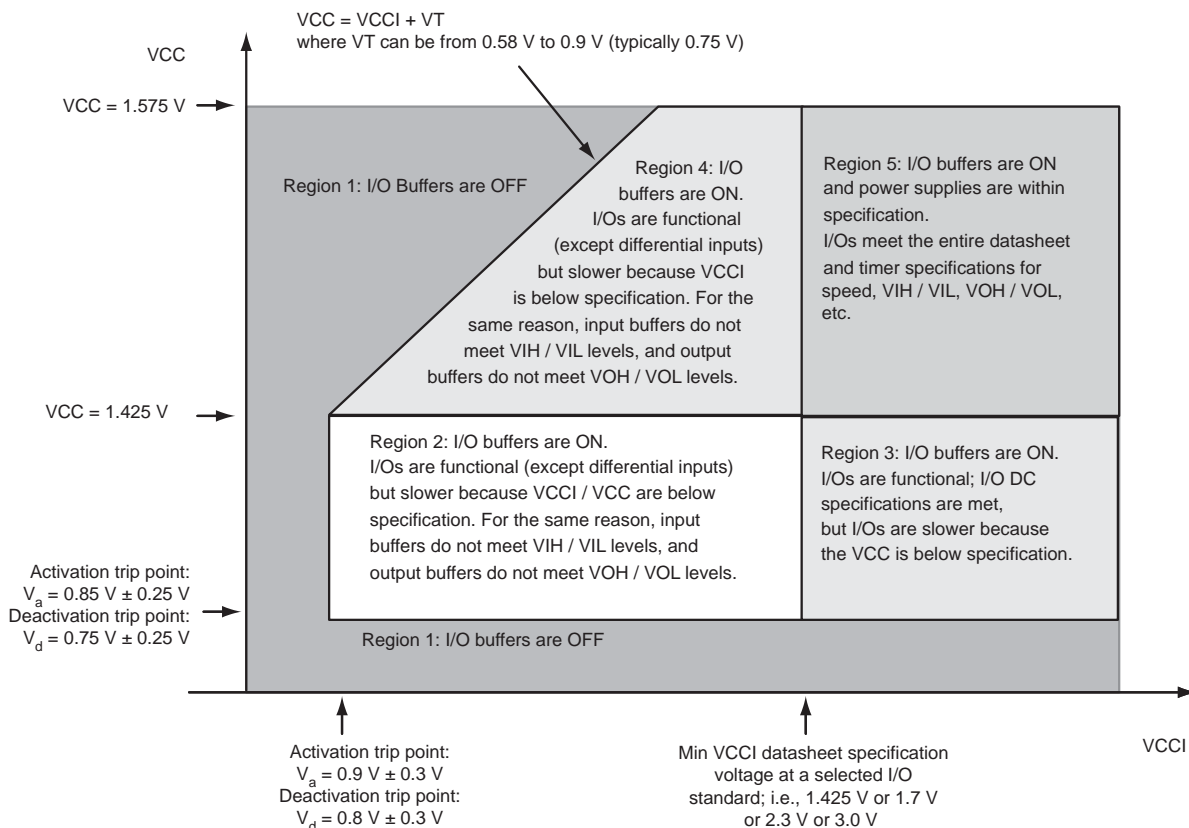 VCC = VCCI + VT
where VT can be from 0.58 V to 0.9 V (typically 0.75 V)
VCC
VCC = 1.575 V
Region 1: I/O Buffers are OFF
Region 4: I/O
buffers are ON.
I/Os are functional
(except differential inputs)
but slower because VCCI
is below specification. For the
same reason, input buffers do not
meet VIH / VIL levels, and output
buffers do not meet VOH / VOL levels.
Region 5: I/O buffers are ON
and power supplies are within
specification.
I/Os meet the entire datasheet
and timer specifications for
speed, VIH / VIL, VOH / VOL,
etc.
VCC = 1.425 V
Region 2: I/O buffers are ON.
I/Os are functional (except differential inputs)
but slower because VCCI / VCC are below
specification. For the same reason, input
buffers do not meet VIH / VIL levels, and
output buffers do not meet VOH / VOL levels.
Region 3: I/O buffers are ON.
I/Os are functional; I/O DC
specifications are met,
but I/Os are slower because
the VCC is below specification.
Activation trip point:
Va = 0.85 V ± 0.25 V
Deactivation trip point:
Vd = 0.75 V ± 0.25 V
Region 1: I/O buffers are OFF
VCCI
Activation trip point:
Va = 0.9 V ± 0.3 V
Deactivation trip point:
Vd = 0.8 V ± 0.3 V
Min VCCI datasheet specification
voltage at a selected I/O
standard; i.e., 1.425 V or 1.7 V
or 2.3 V or 3.0 V